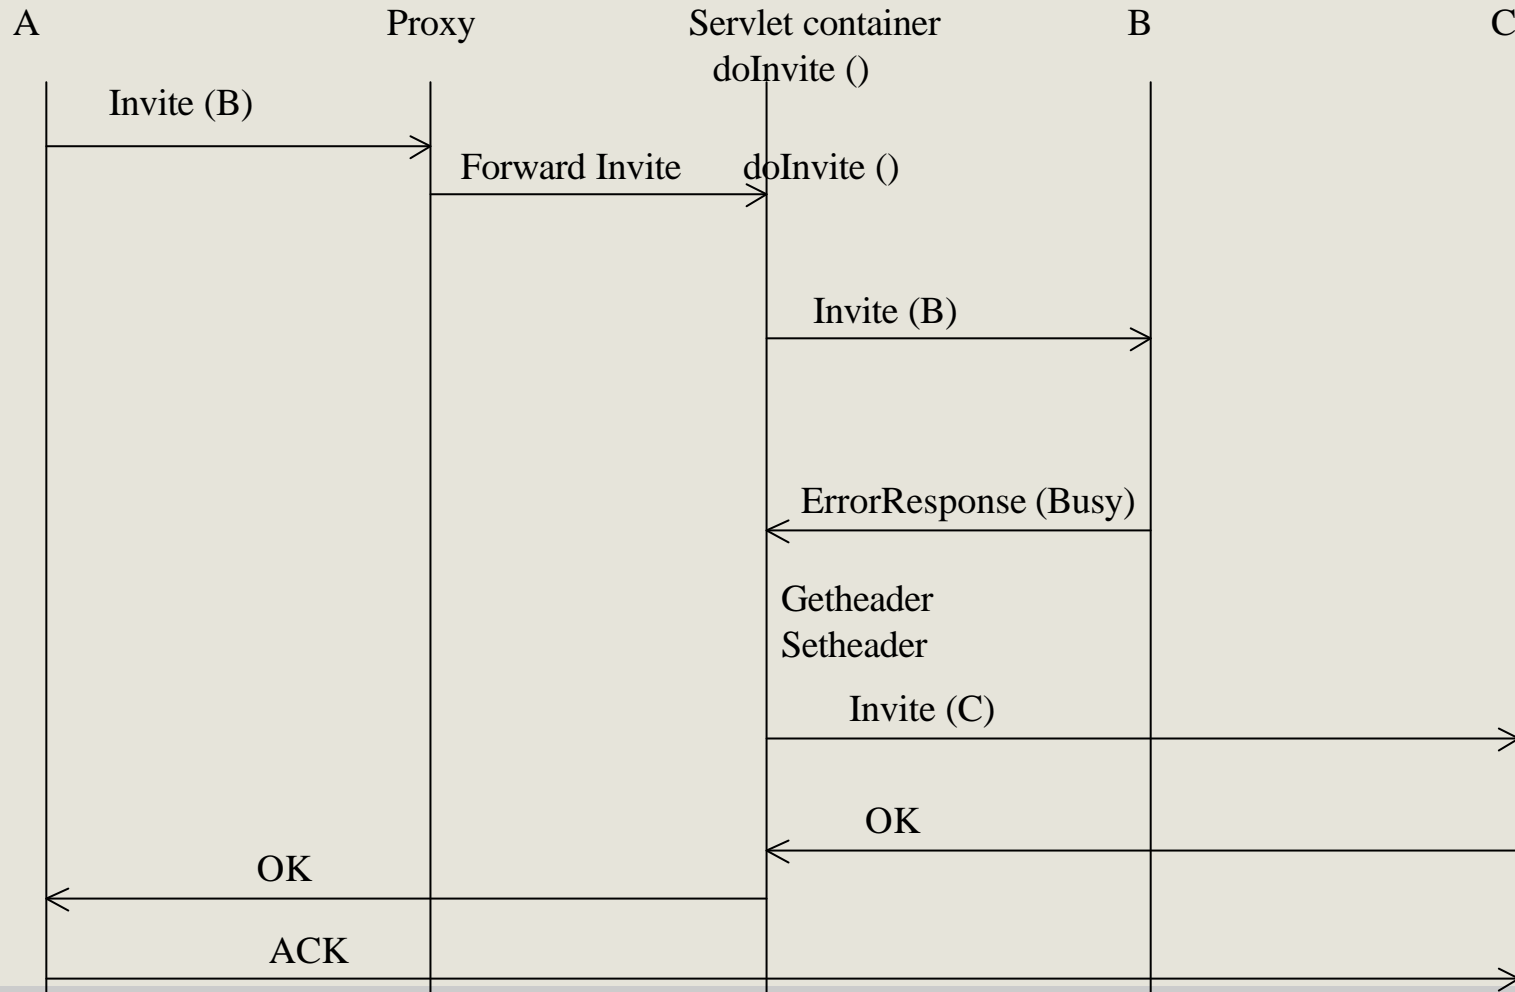 A
Proxy
Servlet container
B
C
doInvite ()
Invite (B)
Forward Invite
doInvite ()
Invite (B)
ErrorResponse (Busy)
Getheader
Setheader
Invite (C)
OK
OK
ACK